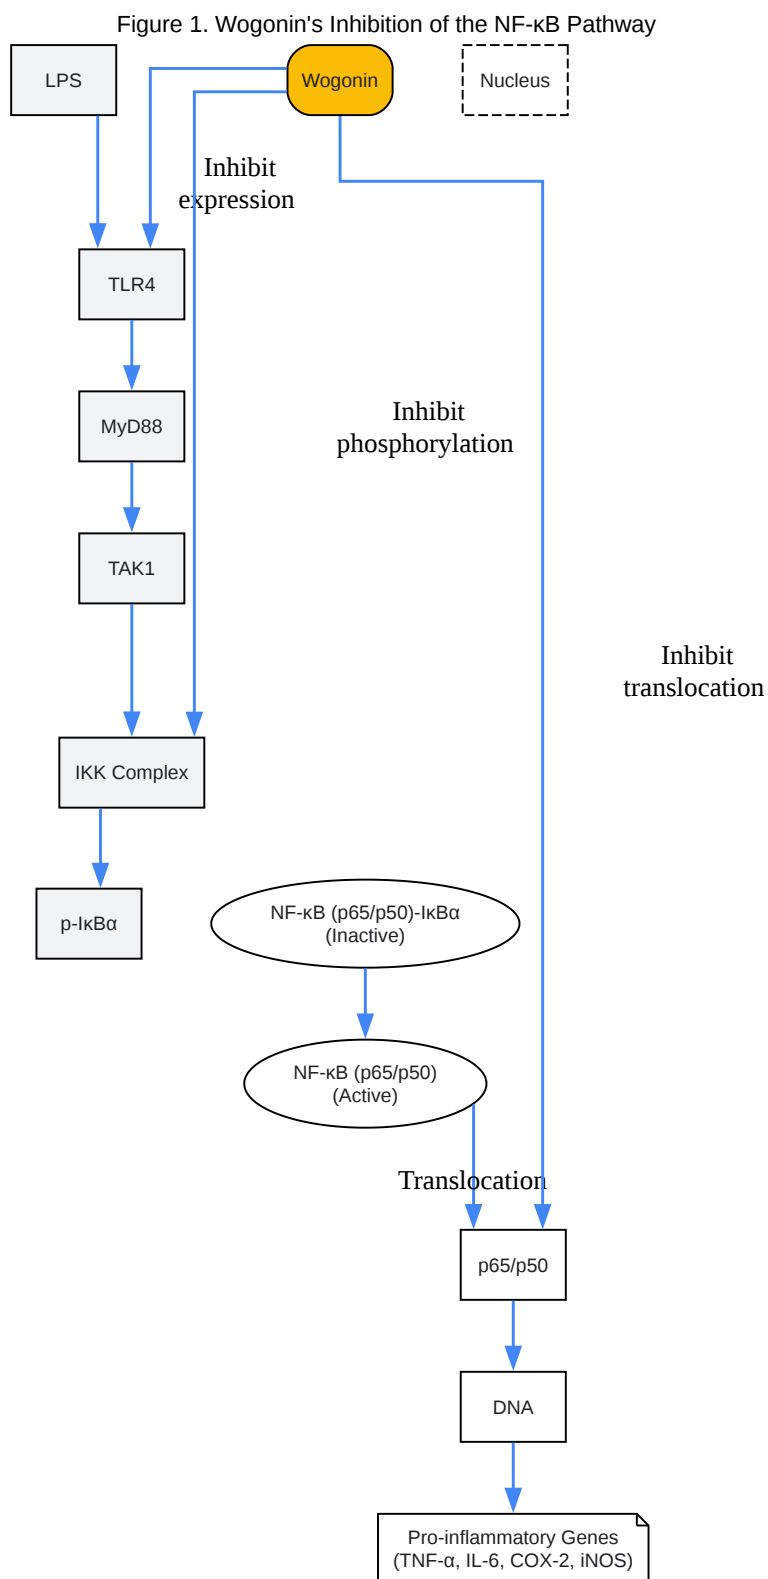 Figure 1. Wogonin's Inhibition of the NF-κB Pathway
LPS
Wogonin
Nucleus
Inhibit
expression
TLR4
MyD88
Inhibit
phosphorylation
TAK1
Inhibit
translocation
IKK Complex
p-IκBα
NF-κB (p65/p50)-IκBα
(Inactive)
NF-κB (p65/p50)
(Active)
Translocation
p65/p50
DNA
Pro-inflammatory Genes
(TNF-α, IL-6, COX-2, iNOS)